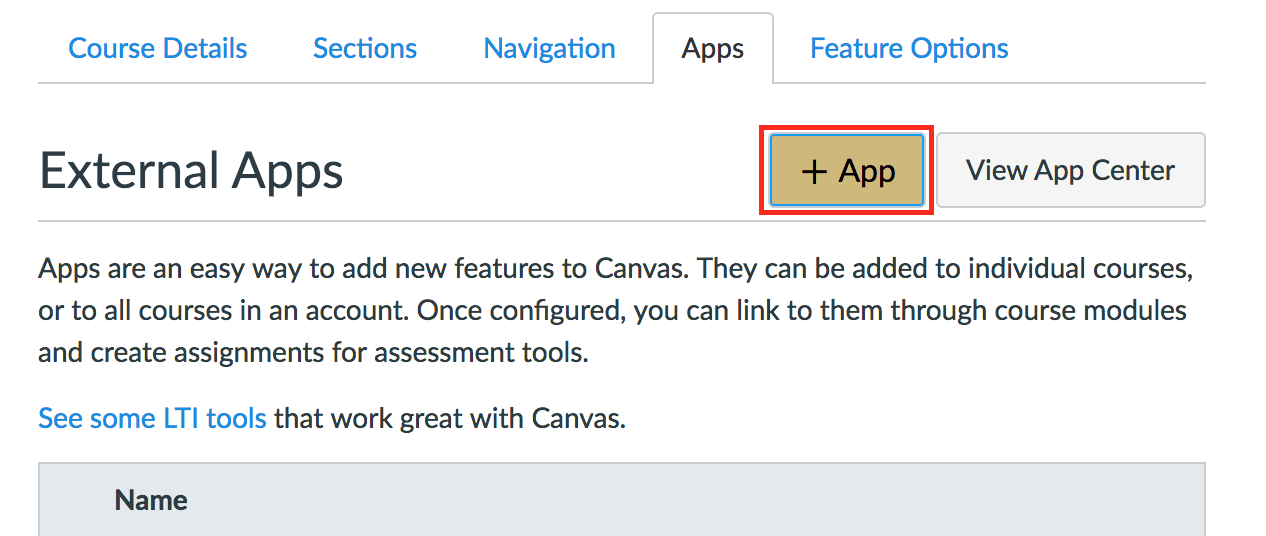 Course Details Sections Navigation Apps Feature Options
External Apps + App View App Center
Apps are an easy way to add new features to Canvas. They can be added to individual courses,
or to all courses in an account. Once configured, you can link to them through course modules
and create assignments for assessment tools.
See some LTI tools that work great with Canvas.
Name